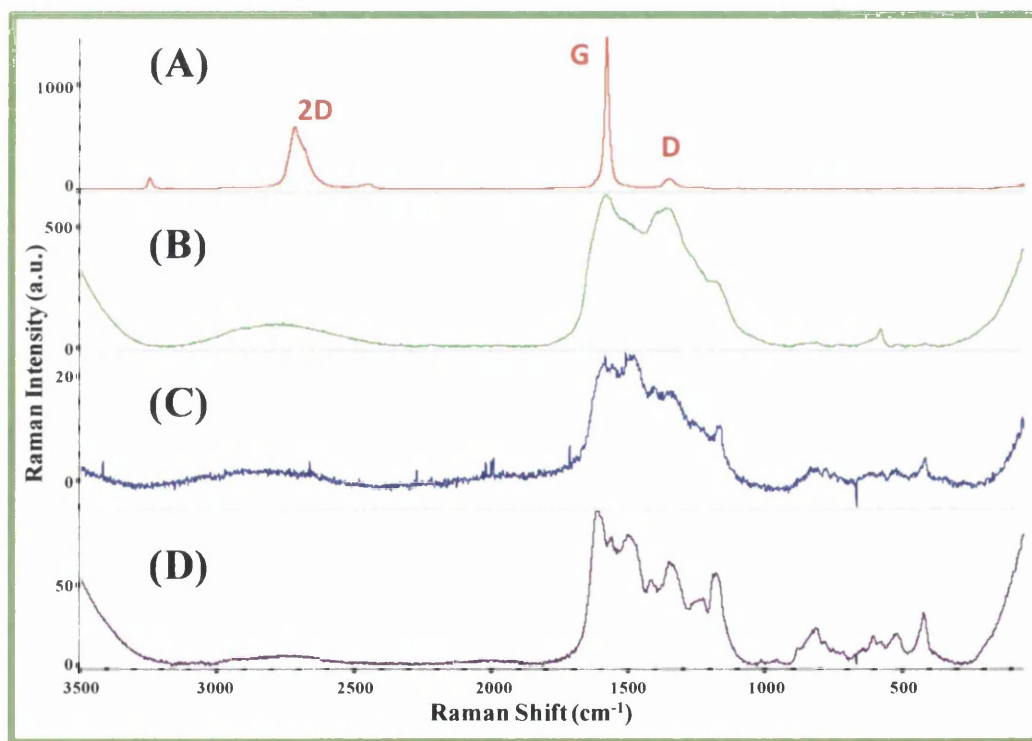 (A)
G
2D
D
1000
0
(B)
500
0
(C)
20
0
(D)
50
0
Raman Intensity (a.u.)
3500 3000 2500 2000 1500 1000 500
Raman Shift (cm⁻¹)